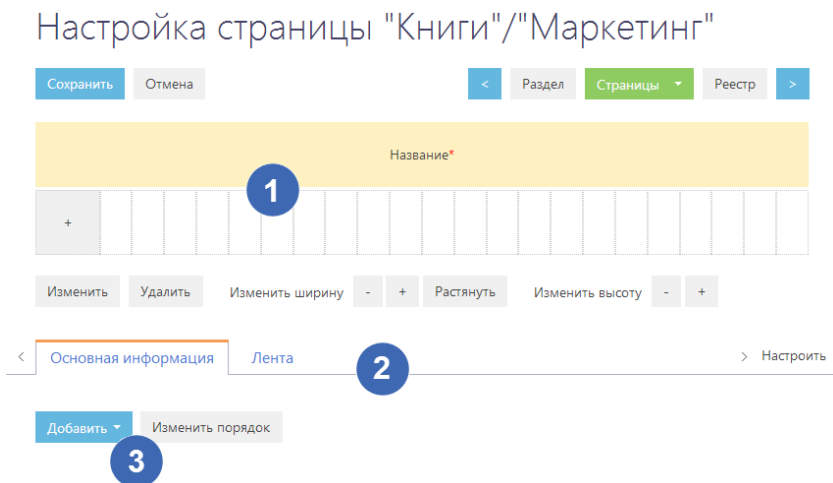 Настройка страницы "Книги"/"Маркетинг"
Сохранить Отмена < Раздел Страницы Реестр >
Название*
1
+
Изменить Удалить Изменить ширину - + Растянуть Изменить высоту - +
< Основная информация Лента > Настроить
2
Добавить Изменить порядок
3